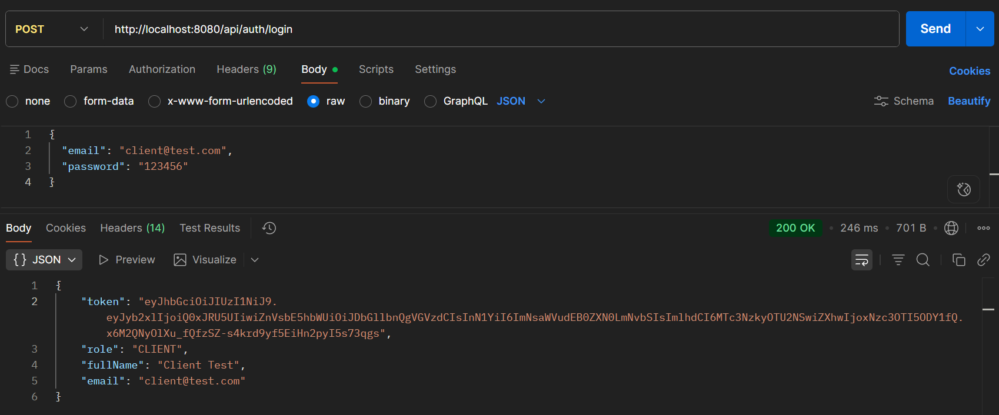 POST http://localhost:8080/api/auth/login Send
Docs Params Authorization Headers (9) Body Scripts Settings Cookies
none form-data x-www-form-urlencoded raw binary GraphQL JSON Schema Beautify
1 {
2 "email": "client@test.com",
3 "password": "123456"
4 }
Body Cookies Headers (14) Test Results 200 OK 246 ms 701 B
{} JSON Preview Visualize
1 {
2 "token": "eyJhbGciOiJIUzI1NiJ9.
eyJyb2xlIjoiQ0xJRU5UIiwiZnVsbE5hbWUiOiJDbGllbnQgVGVzdCIsInN1YiI6ImNsaWVudEB0ZXN0LmNvbSIsImlhdCI6MTc3NzkyOTU2NSwiZXhwIjoxNzc3OTI5ODY1fQ.
x6M2QNyOlXu_fQfzSZ-s4krd9yf5EiHn2pyI5s73qgs",
3 "role": "CLIENT",
4 "fullName": "Client Test",
5 "email": "client@test.com"
6 }